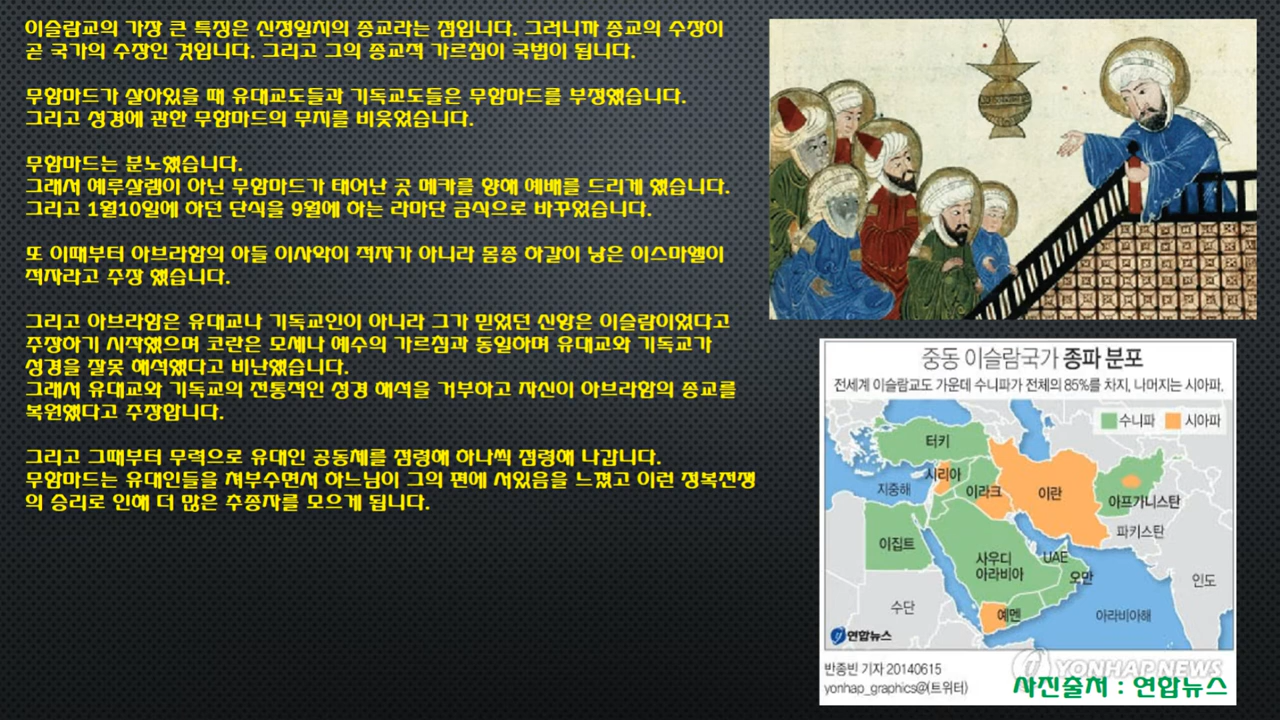 이슬람교의 가장 큰 특징은 신정일치의 종교라는 점입니다. 그러니까 종교의 수장이
곧 국가의 수장인 것입니다. 그리고 그의 종교적 가르침이 국법이 됩니다.
무함마드가 살아있을 때 유대교도들과 기독교도들은 무함마드를 부정했습니다.
그리고 성경에 관한 무함마드의 무지를 비웃었습니다.
무함마드는 분노했습니다.
그래서 예루살렘이 아닌 무함마드가 태어난 곳 메카를 향해 예배를 드리게 했습니다.
그리고 1월10일에 하던 단식을 9월에 하는 라마단 금식으로 바꾸었습니다.
또 이때부터 아브라함의 아들 이사악이 적자가 아니라 몸종 하갈이 낳은 이스마엘이
적자라고 주장 했습니다.
그리고 아브라함은 유대교나 기독교인이 아니라 그가 믿었던 신앙은 이슬람이었다고
주장하기 시작했으며 코란은 모세나 예수의 가르침과 동일하며 유대교와 기독교가
성경을 잘못 해석했다고 비난했습니다.
그래서 유대교와 기독교의 전통적인 성경 해석을 거부하고 자신이 아브라함의 종교를
복원했다고 주장합니다.
그리고 그때부터 무력으로 유대인 공동체를 점령해 하나씩 점령해 나갑니다.
무함마드는 유대인들을 쳐부수면서 하느님이 그의 편에 서있음을 느꼈고 이런 정복전쟁
의 승리로 인해 더 많은 추종자를 모으게 됩니다.
중동 이슬람국가 종파 분포
전세계 이슬람교도 가운데 수니파가 전체의 85%를 차지, 나머지는 시아파.
수니파 시아파
터키
시리아
지중해
이라크
이란
아프가니스탄
파키스탄
이집트
사우디
아라비아
UAE
오만
인도
수단
예멘
아라비아해
연합뉴스
반종빈 기자 20140615
yonhap_graphics@(트위터)
YONHAP NEWS
사진출처 : 연합뉴스